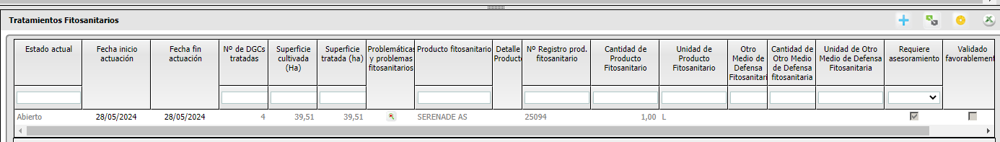 Tratamientos Fitosanitarios
Estado actual
Fecha inicio
actuación
Fecha fin
actuación
Nº de DGCs
tratadas
Superficie
cultivada
(Ha)
Superficie
tratada (ha)
Problemáticas
y problemas
fitosanitarios
Producto fitosanitario
Detalle
Producto
Nº Registro prod.
fitosanitario
Cantidad de
Producto
Fitosanitario
Unidad de
Producto
Fitosanitario
Otro
Medio de
Defensa
Fitosanitari
Cantidad de
Otro Medio
de Defensa
fitosanitaria
Unidad de Otro
Medio de Defensa
Fitosanitaria
Requiere
asesoramiento
Validado
favorablement
Abierto 28/05/2024 28/05/2024 4 39,51 39,51 SERENADE AS 25094 1,00 L